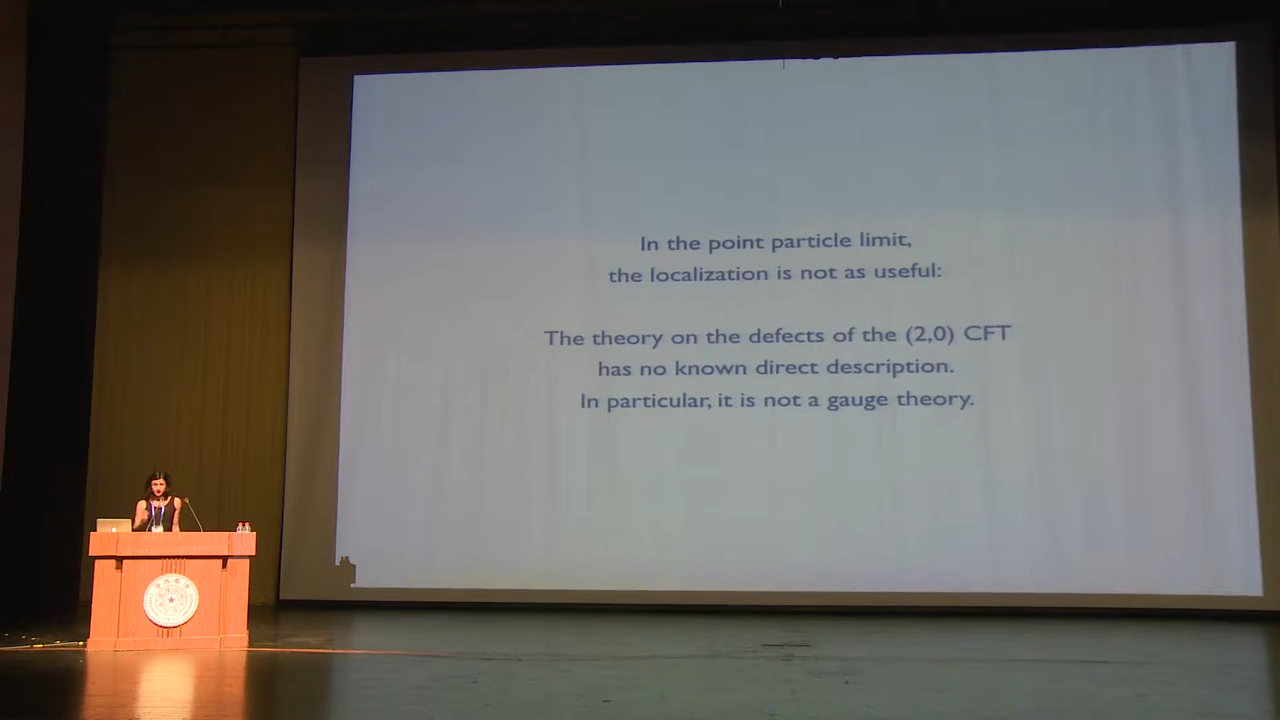 In the point particle limit,
the localization is not as useful:
The theory on the defects of the (2,0) CFT
has no known direct description.
In particular, it is not a gauge theory.